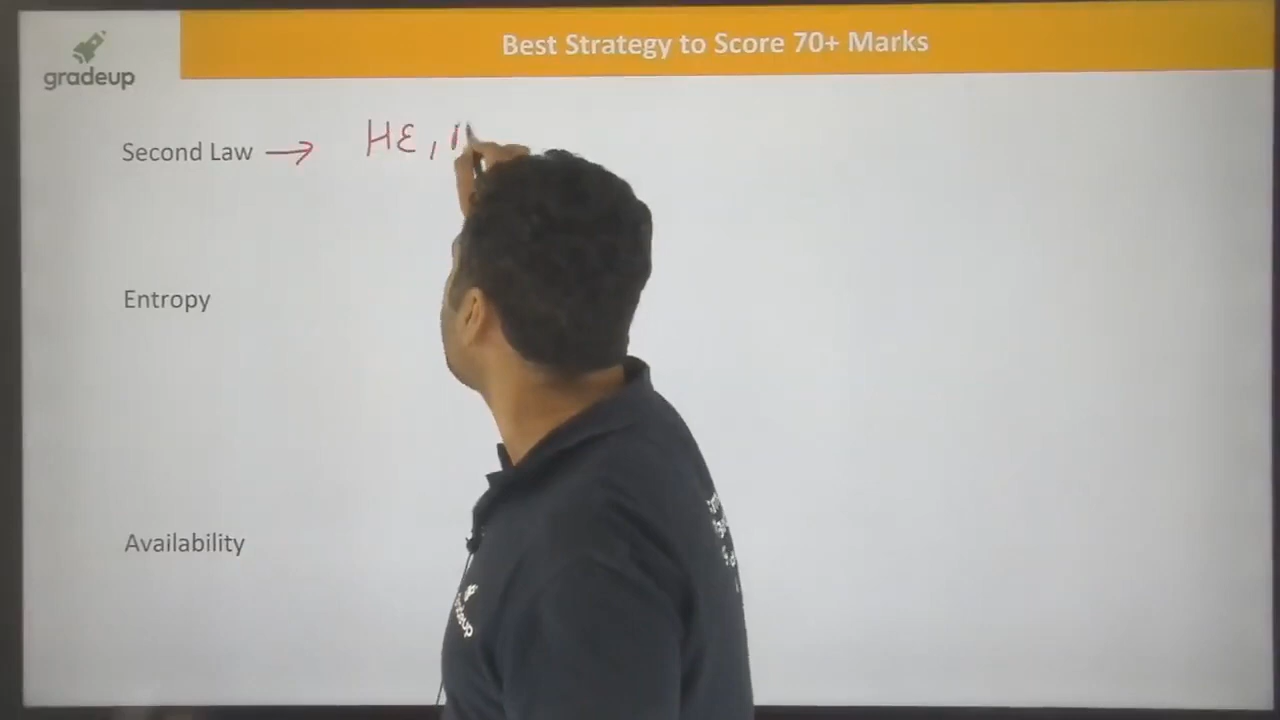 gradeup
Best Strategy to Score 70+ Marks
Second Law → HE,
Entropy
Availability